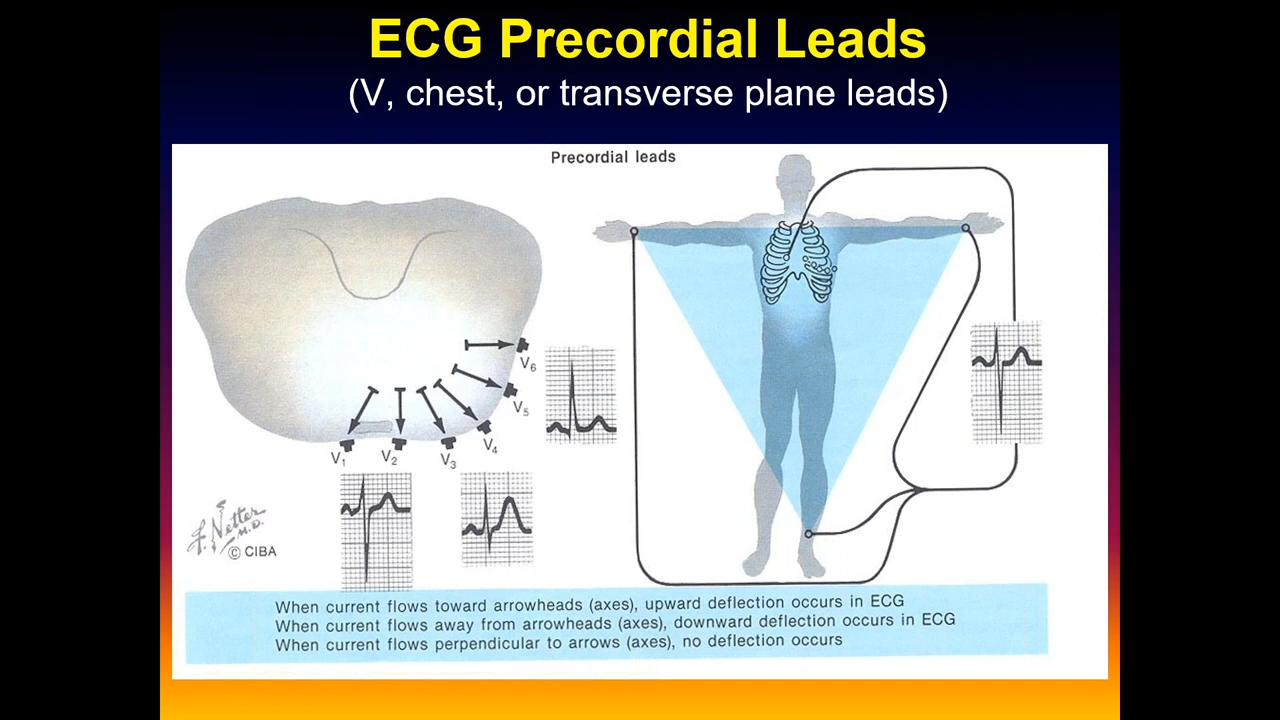 ECG Precordial Leads
(V, chest, or transverse plane leads)
Precordial leads
V6
V5
V4
V3
V2
V1
F. Netter
M.D.
© CIBA
When current flows toward arrowheads (axes), upward deflection occurs in ECG
When current flows away from arrowheads (axes), downward deflection occurs in ECG
When current flows perpendicular to arrows (axes), no deflection occurs